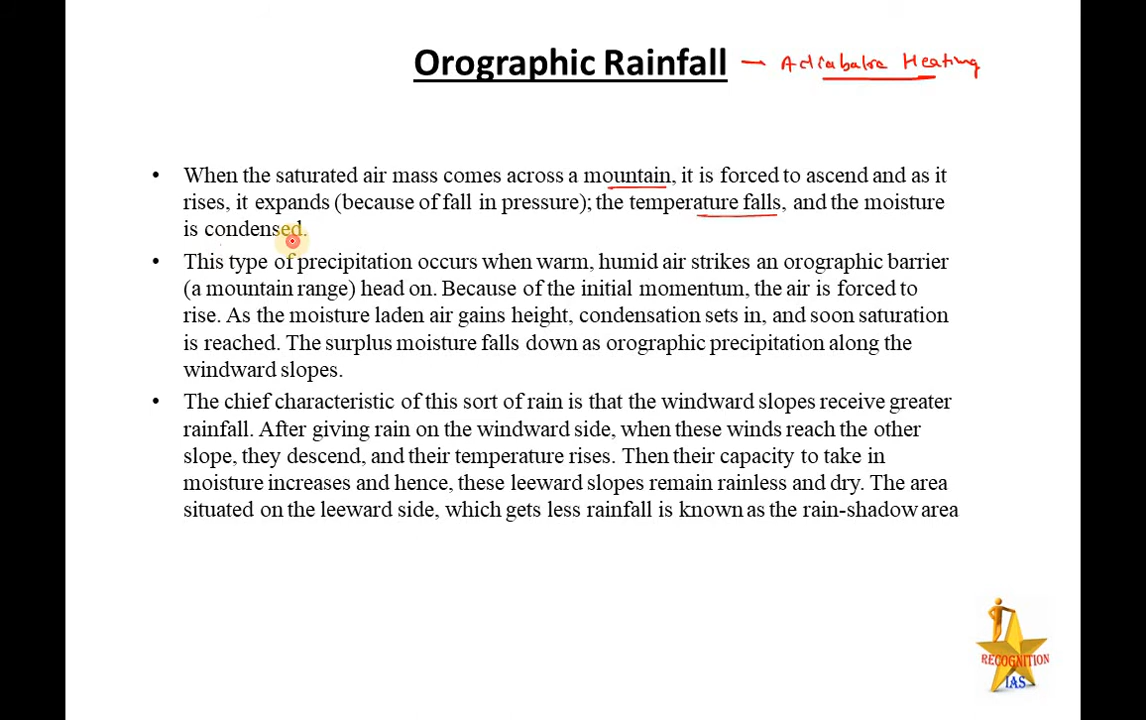 Orographic Rainfall — Adiabatic Heating
• When the saturated air mass comes across a mountain, it is forced to ascend and as it
rises, it expands (because of fall in pressure); the temperature falls, and the moisture
is condensed.
• This type of precipitation occurs when warm, humid air strikes an orographic barrier
(a mountain range) head on. Because of the initial momentum, the air is forced to
rise. As the moisture laden air gains height, condensation sets in, and soon saturation
is reached. The surplus moisture falls down as orographic precipitation along the
windward slopes.
• The chief characteristic of this sort of rain is that the windward slopes receive greater
rainfall. After giving rain on the windward side, when these winds reach the other
slope, they descend, and their temperature rises. Then their capacity to take in
moisture increases and hence, these leeward slopes remain rainless and dry. The area
situated on the leeward side, which gets less rainfall is known as the rain-shadow area
RECOGNITION
IAS